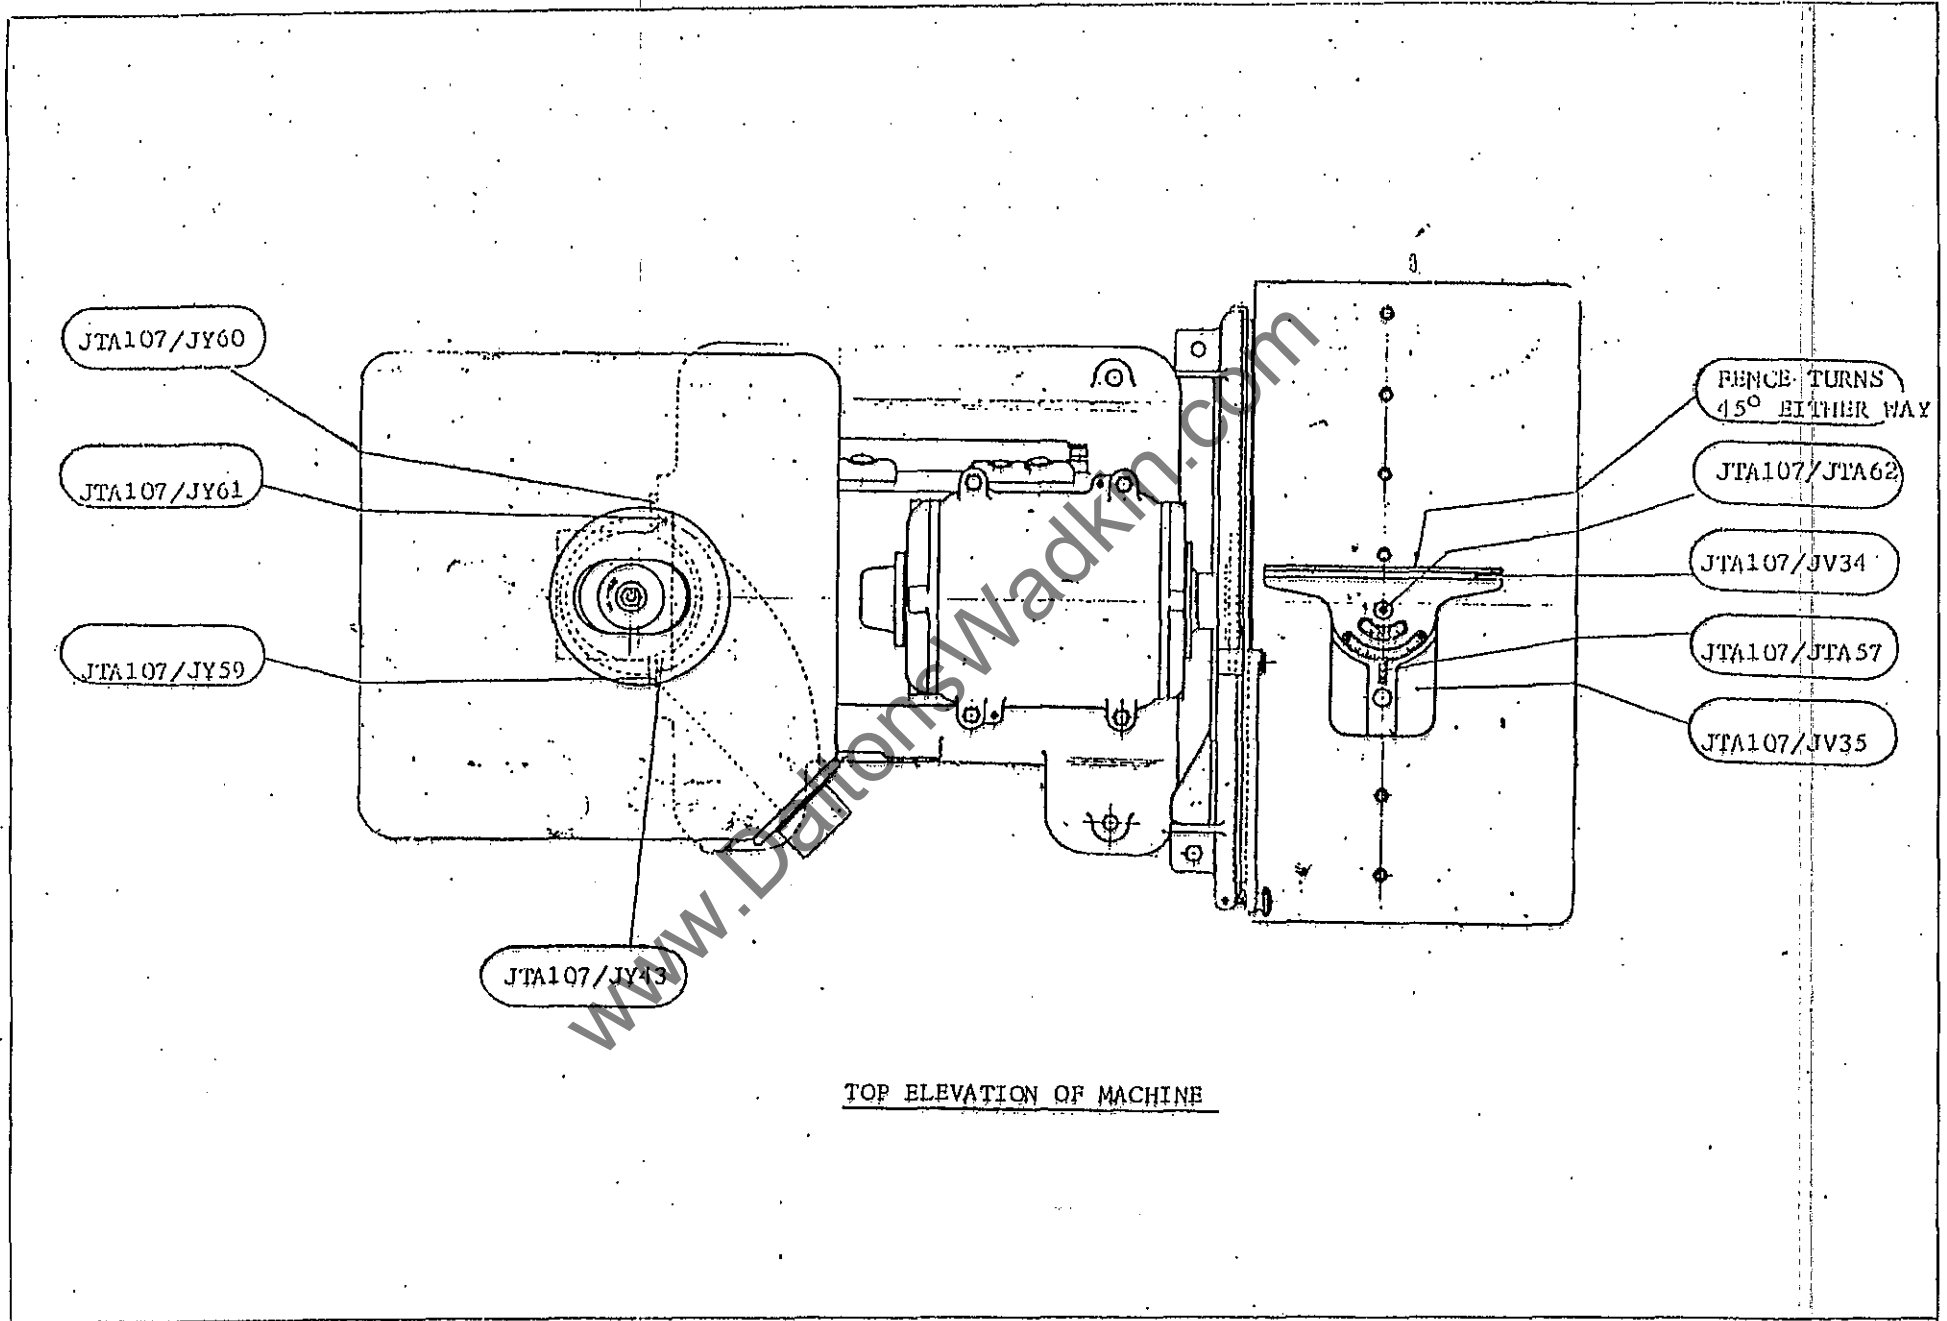 JTA107/JY60
JTA107/JY61
JTA107/JY59
JTA107/JY43
FENCE TURNS
45° EITHER WAY
JTA107/JTA62
JTA107/JV34
JTA107/JTA57
JTA107/JV35
www.DaltonsWadkin.com
TOP ELEVATION OF MACHINE